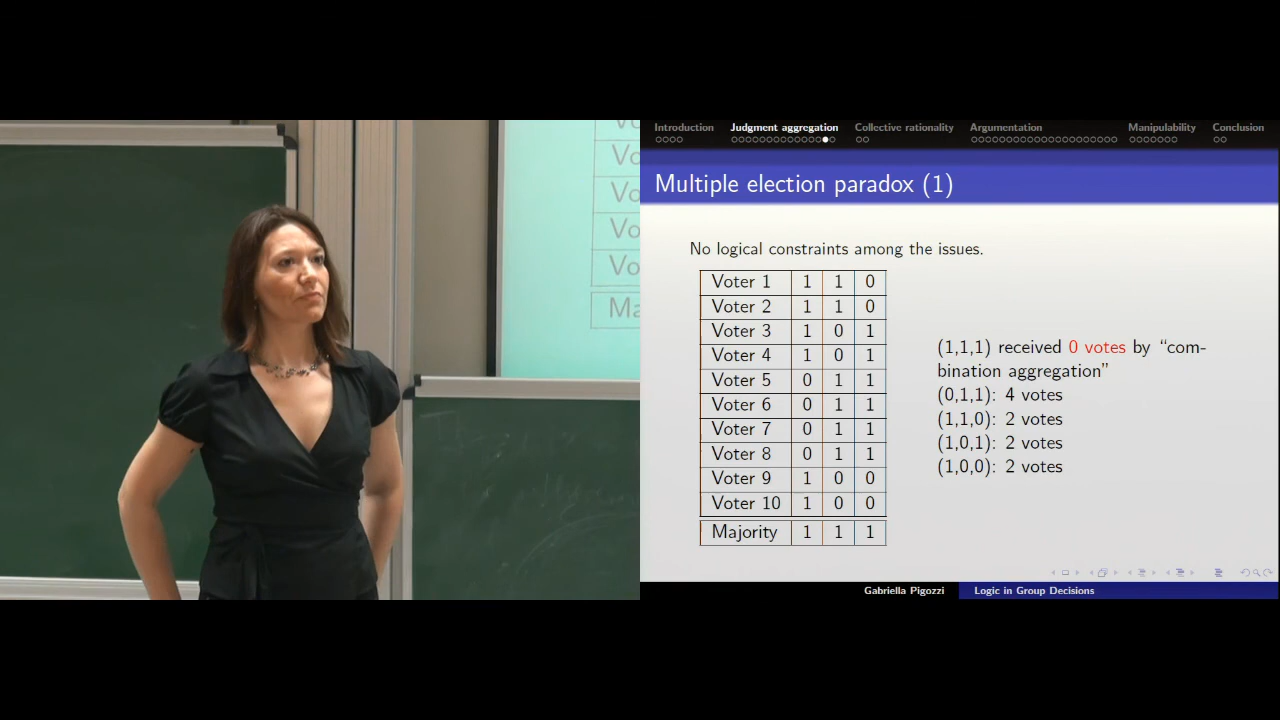 Vo
Vo
Vo
Vo
Ma
Introduction Judgment aggregation Collective rationality Argumentation Manipulability Conclusion
Multiple election paradox (1)
No logical constraints among the issues.
Voter 1 1 1 0
Voter 2 1 1 0
Voter 3 1 0 1
Voter 4 1 0 1
Voter 5 0 1 1
Voter 6 0 1 1
Voter 7 0 1 1
Voter 8 0 1 1
Voter 9 1 0 0
Voter 10 1 0 0
Majority 1 1 1
(1,1,1) received 0 votes by “com-
bination aggregation”
(0,1,1): 4 votes
(1,1,0): 2 votes
(1,0,1): 2 votes
(1,0,0): 2 votes
Gabriella Pigozzi Logic in Group Decisions